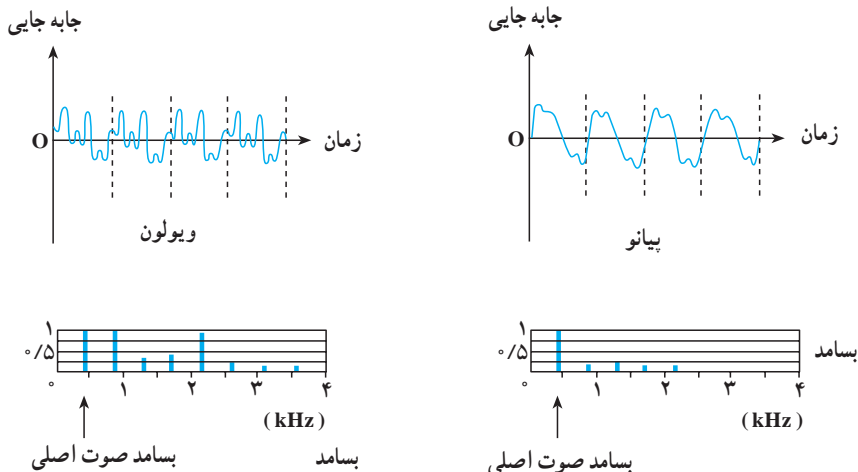 جابه جایی
O
زمان
ویولون
جابه جایی
O
زمان
پیانو
۱
۰/۵
۰ ۱ ۲ ۳ ۴
(kHz)
بسامد صوت اصلی
بسامد
۱
۰/۵
بسامد
۰ ۱ ۲ ۳ ۴
(kHz)
بسامد صوت اصلی